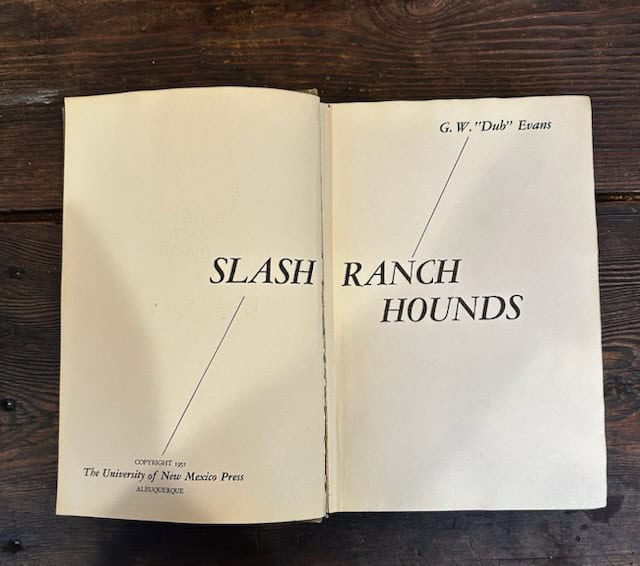 G. W. "Dub" Evans
SLASH RANCH
HOUNDS
COPYRIGHT 1951
The University of New Mexico Press
ALBUQUERQUE